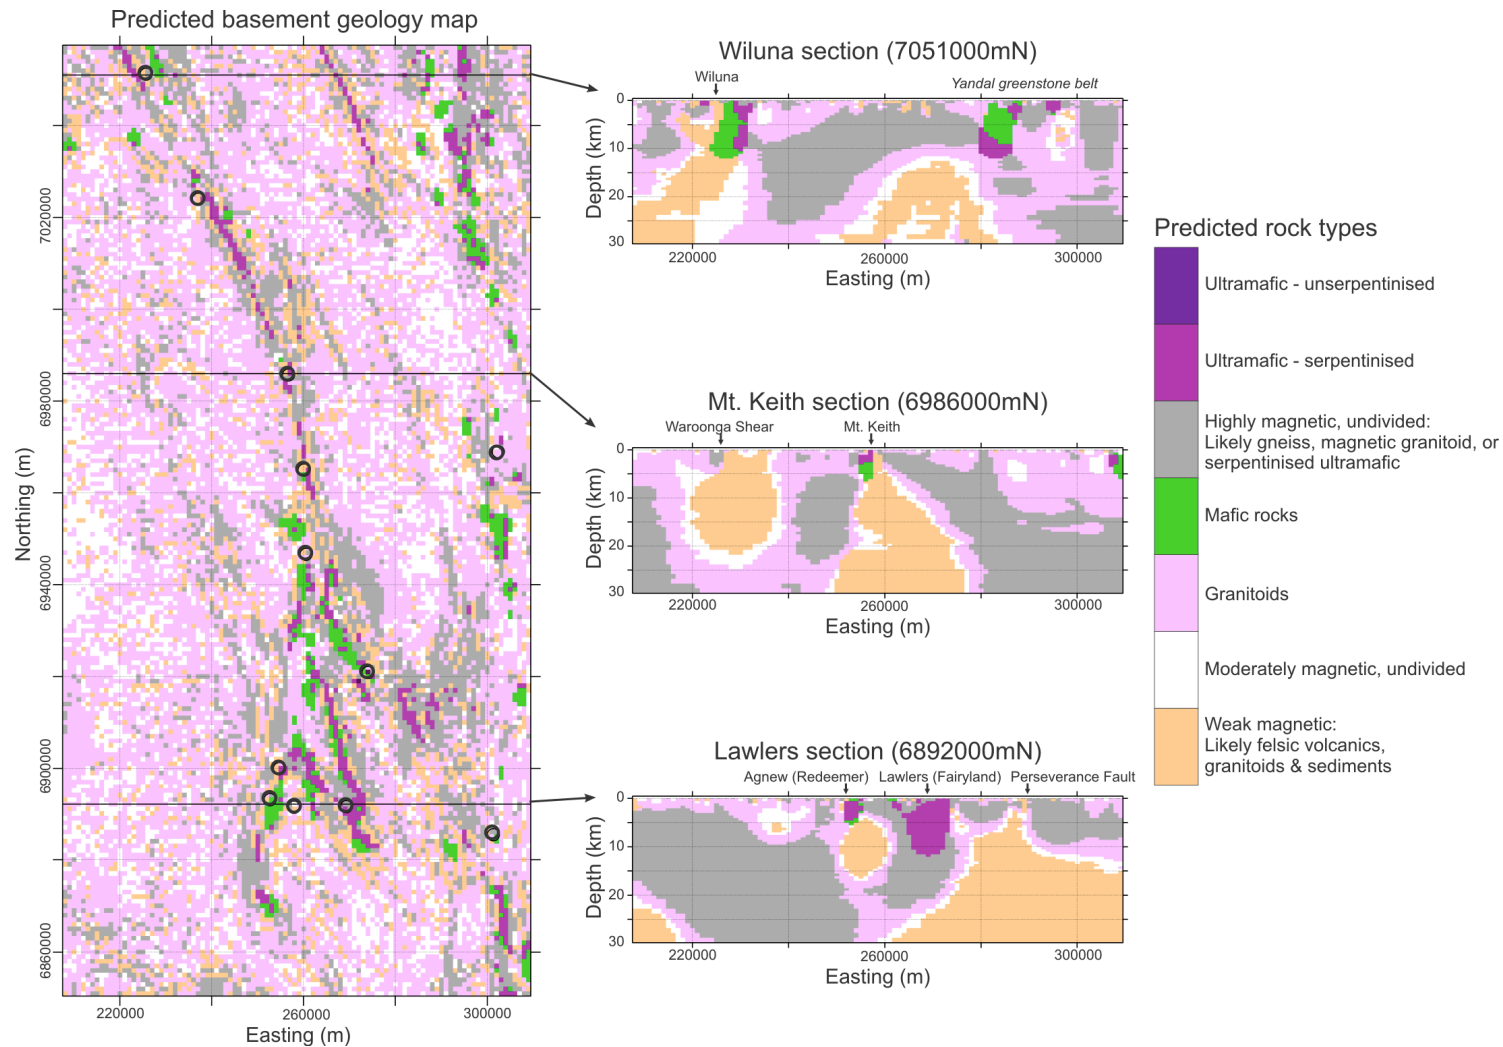 Predicted basement geology map
7020000
6980000
6940000
6900000
6860000
Northing (m)
220000
260000
300000
Easting (m)
Wiluna section (7051000mN)
Wiluna
Yandal greenstone belt
0
10
20
30
Depth (km)
220000
260000
300000
Easting (m)
Mt. Keith section (6986000mN)
Waroonga Shear
Mt. Keith
0
10
20
30
Depth (km)
220000
260000
300000
Easting (m)
Lawlers section (6892000mN)
Agnew (Redeemer)
Lawlers (Fairyland)
Perseverance Fault
0
10
20
30
Depth (km)
220000
260000
300000
Easting (m)
Predicted rock types
Ultramafic - unserpentinised
Ultramafic - serpentinised
Highly magnetic, undivided:
Likely gneiss, magnetic granitoid, or
serpentinised ultramafic
Mafic rocks
Granitoids
Moderately magnetic, undivided
Weak magnetic:
Likely felsic volcanics,
granitoids & sediments